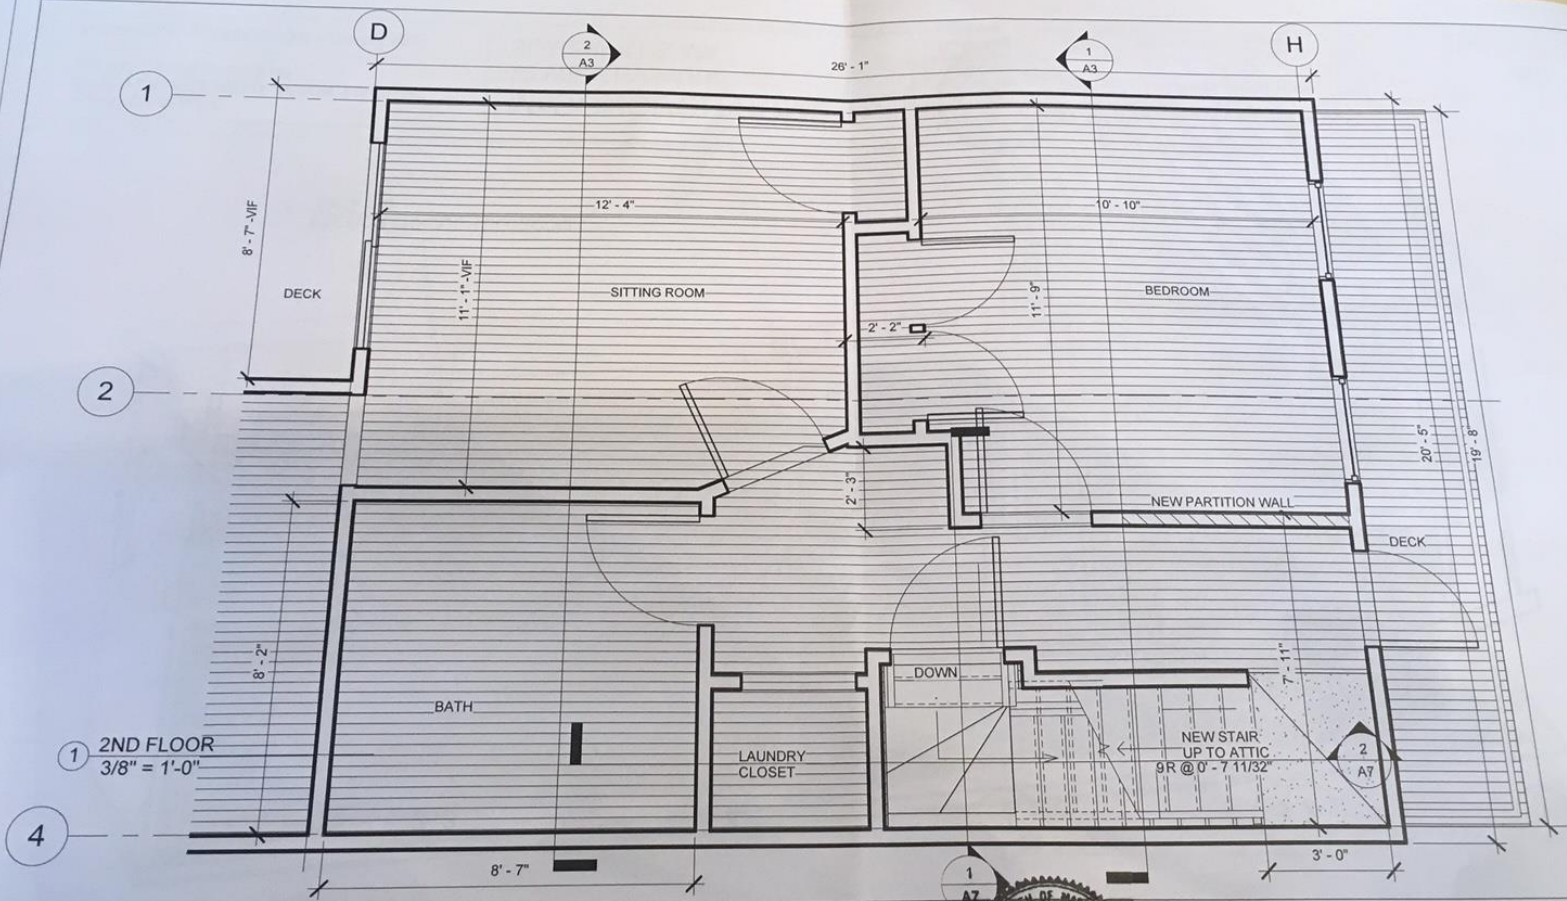 D
2
A3
1
A3
H
26' - 1"
1
8' - 7" -VIF
12' - 4"
10' - 10"
DECK
11' - 1" -VIF
SITTING ROOM
11' - 9"
BEDROOM
2' - 2"
2
20' - 5"
19' - 8"
2' - 3"
NEW PARTITION WALL
DECK
8' - 2"
7' - 11"
DOWN
BATH
1
2ND FLOOR
3/8" = 1'-0"
LAUNDRY
CLOSET
NEW STAIR
UP TO ATTIC
9R @ 0' - 7 11/32"
2
A7
4
8' - 7"
3' - 0"
1
A7